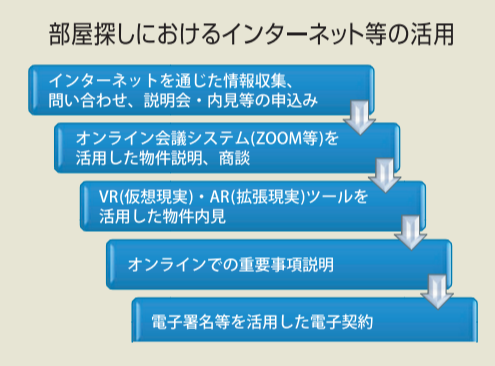 部屋探しにおけるインターネット等の活用
インターネットを通じた情報収集、
問い合わせ、説明会・内見等の申込み
オンライン会議システム(ZOOM等)を
活用した物件説明、商談
VR(仮想現実)・AR(拡張現実)ツールを
活用した物件内見
オンラインでの重要事項説明
電子署名等を活用した電子契約